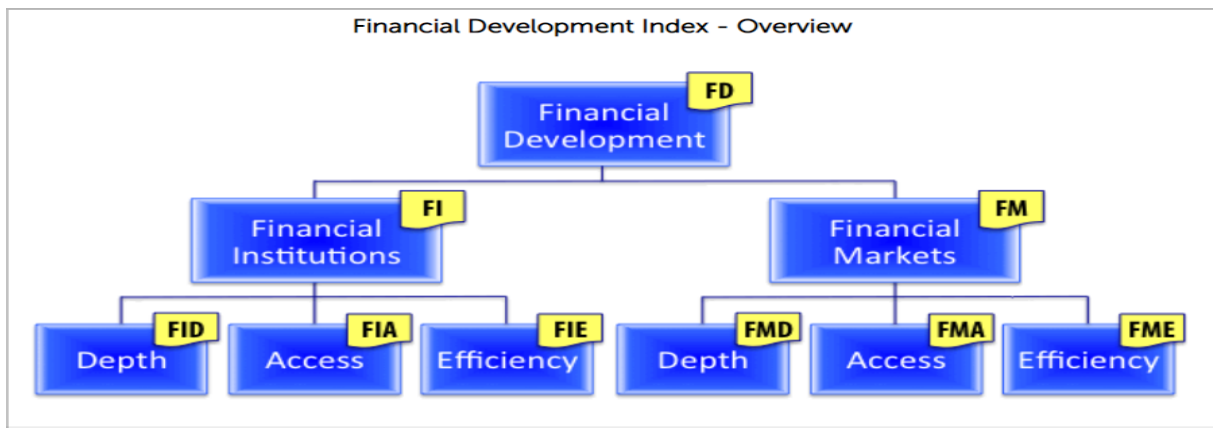 Financial Development Index - Overview
FD
Financial
Development
FI
Financial
Institutions
FM
Financial
Markets
FID
Depth
FIA
Access
FIE
Efficiency
FMD
Depth
FMA
Access
FME
Efficiency